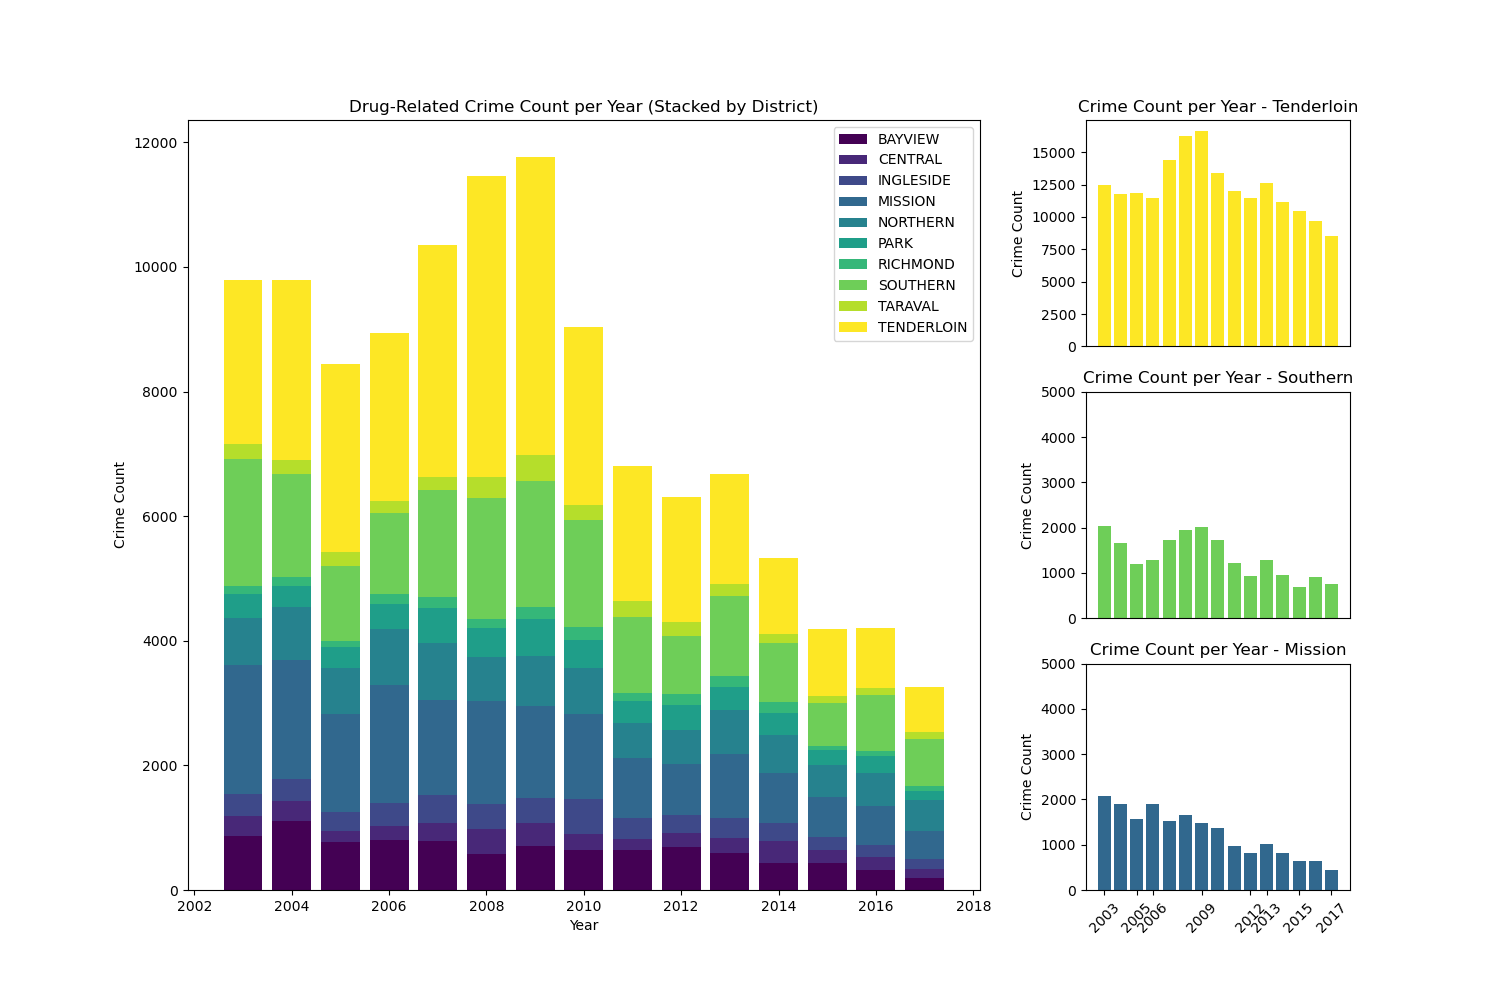 Drug-Related Crime Count per Year (Stacked by District)
12000
10000
8000
6000
4000
2000
0
Crime Count
2002 2004 2006 2008 2010 2012 2014 2016 2018
Year
BAYVIEW
CENTRAL
INGLESIDE
MISSION
NORTHERN
PARK
RICHMOND
SOUTHERN
TARAVAL
TENDERLOIN
Crime Count per Year - Tenderloin
15000
12500
10000
7500
5000
2500
0
Crime Count
Crime Count per Year - Southern
5000
4000
3000
2000
1000
0
Crime Count
Crime Count per Year - Mission
5000
4000
3000
2000
1000
0
Crime Count
2003 2005 2006 2009 2012 2013 2015 2017